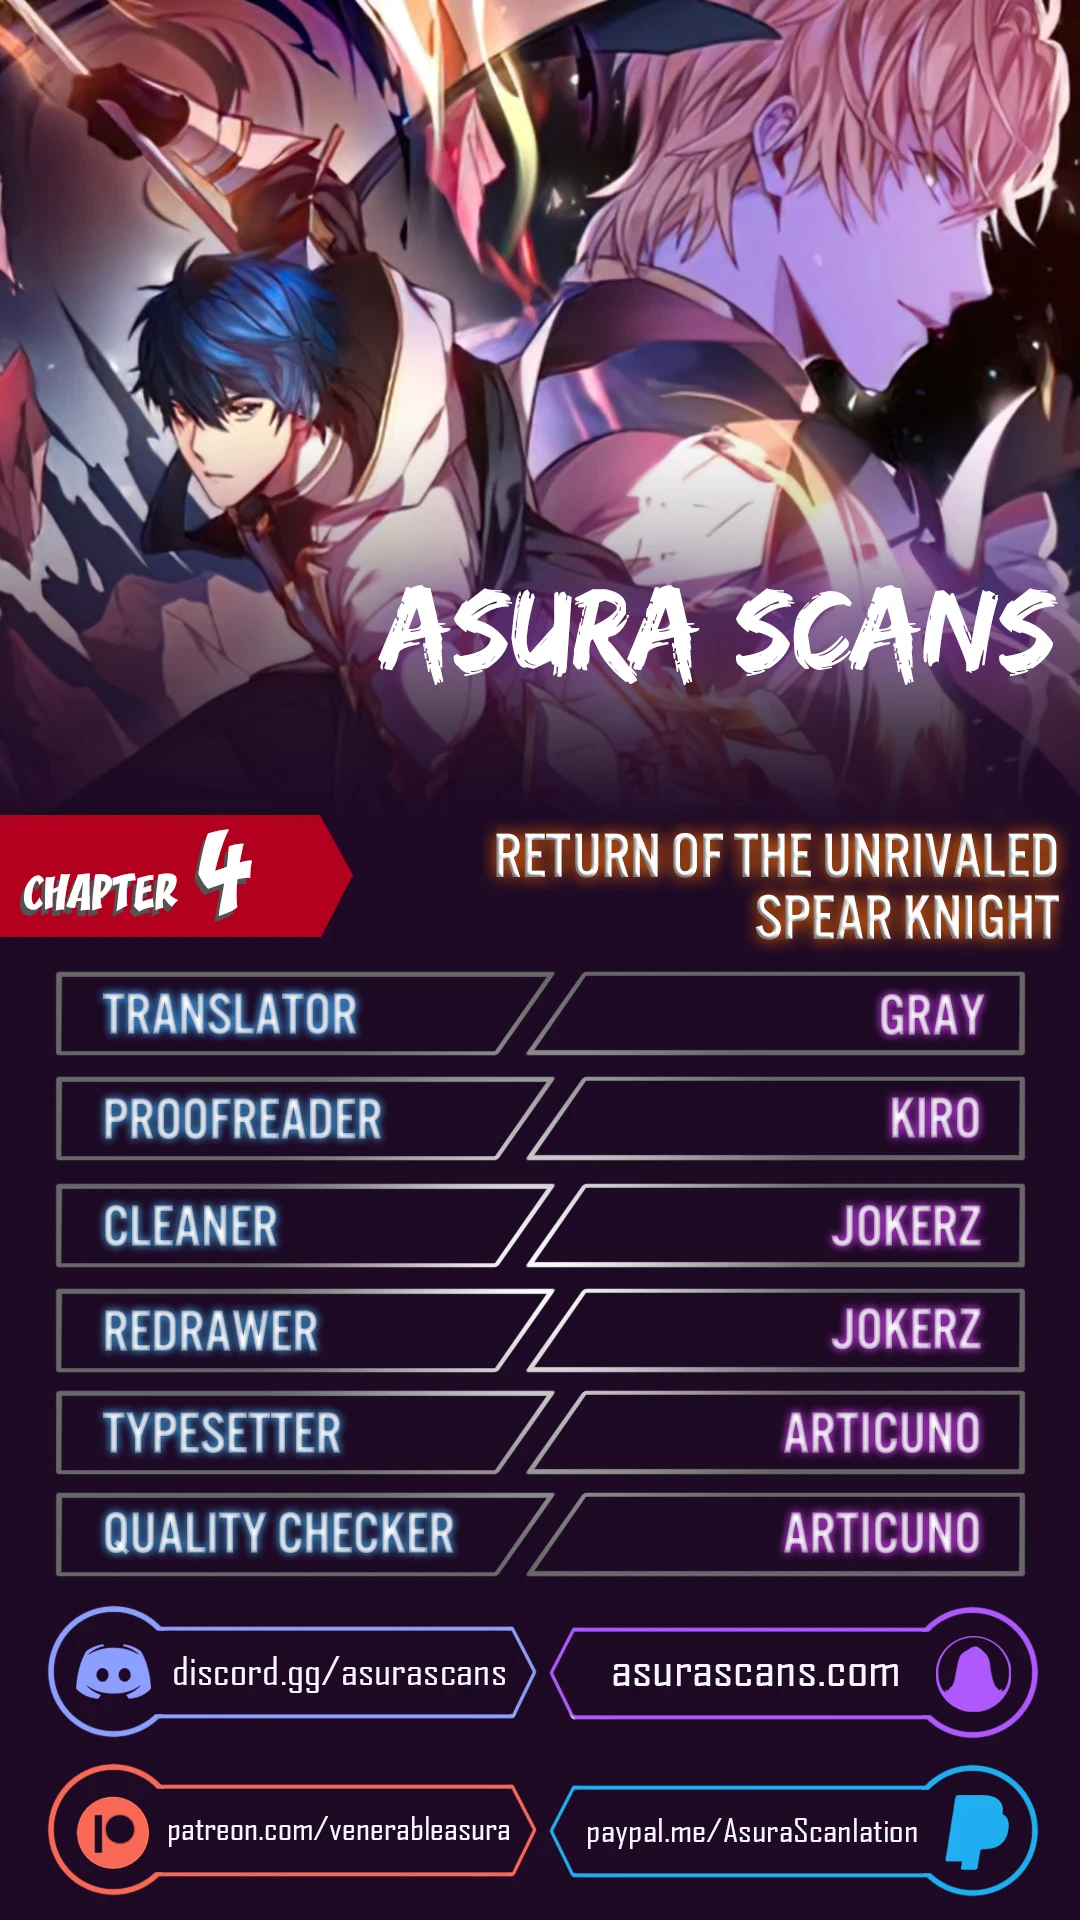 ASURA SCANS
CHAPTER 4
RETURN OF THE UNRIVALED
SPEAR KNIGHT
TRANSLATOR GRAY
PROOFREADER KIRO
CLEANER JOKERZ
REDRAWER JOKERZ
TYPESETTER ARTICUNO
QUALITY CHECKER ARTICUNO
discord.gg/asurascans asurascans.com
patreon.com/venerableasura paypal.me/AsuraScanlation